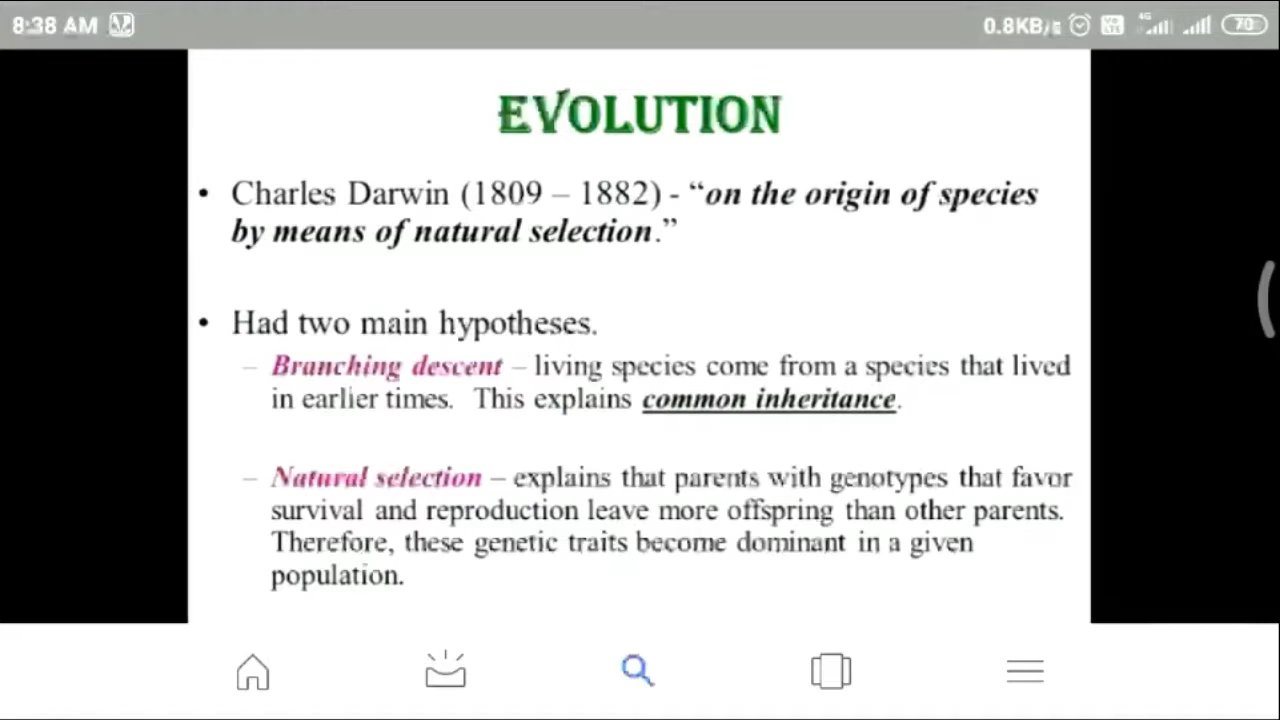 8:38 AM
0.8KB/s 4G 70
EVOLUTION
• Charles Darwin (1809 – 1882) - “on the origin of species
by means of natural selection.”
• Had two main hypotheses.
– Branching descent – living species come from a species that lived
in earlier times. This explains common inheritance.
– Natural selection – explains that parents with genotypes that favor
survival and reproduction leave more offspring than other parents.
Therefore, these genetic traits become dominant in a given
population.